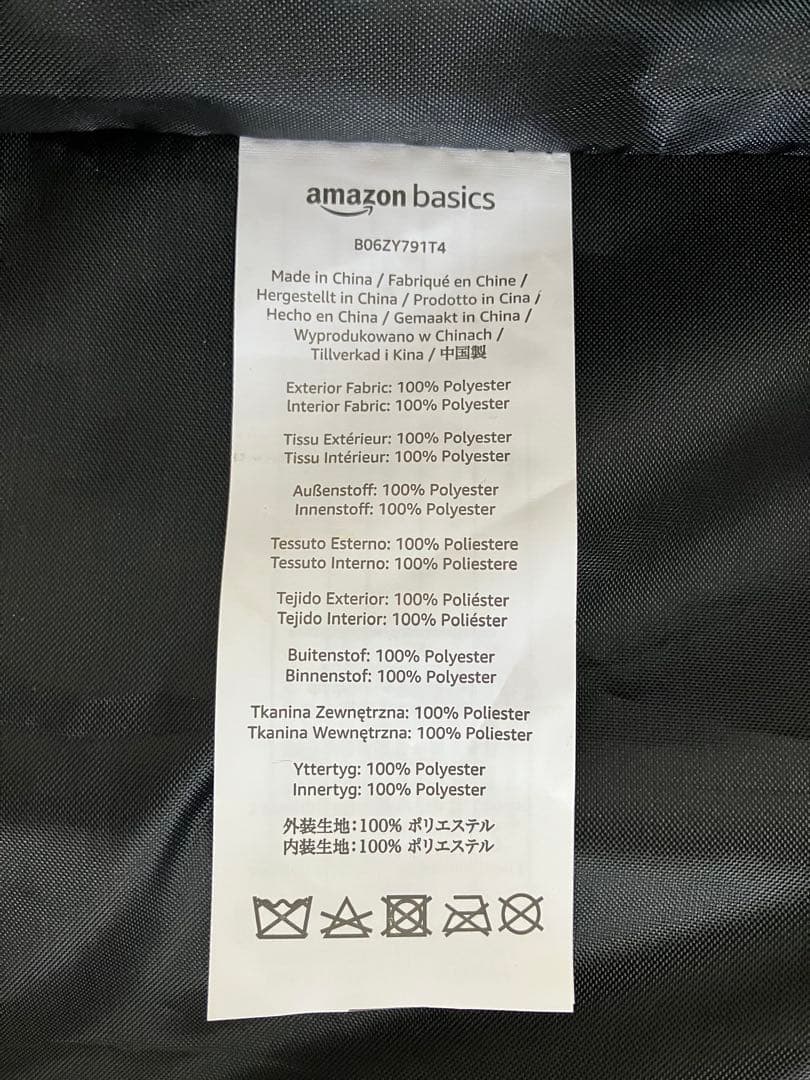 amazon basics
B06ZY791T4
Made in China / Fabriqué en Chine /
Hergestellt in China / Prodotto in Cina /
Hecho en China / Gemaakt in China /
Wyprodukowano w Chinach /
Tillverkad i Kina / 中国製
Exterior Fabric: 100% Polyester
Interior Fabric: 100% Polyester
Tissu Extérieur: 100% Polyester
Tissu Intérieur: 100% Polyester
Außenstoff: 100% Polyester
Innenstoff: 100% Polyester
Tessuto Esterno: 100% Poliestere
Tessuto Interno: 100% Poliestere
Tejido Exterior: 100% Poliéster
Tejido Interior: 100% Poliéster
Buitenstof: 100% Polyester
Binnenstof: 100% Polyester
Tkanina Zewnętrzna: 100% Poliester
Tkanina Wewnętrzna: 100% Poliester
Yttertyg: 100% Polyester
Innertyg: 100% Polyester
外装生地：100% ポリエステル
内装生地：100% ポリエステル